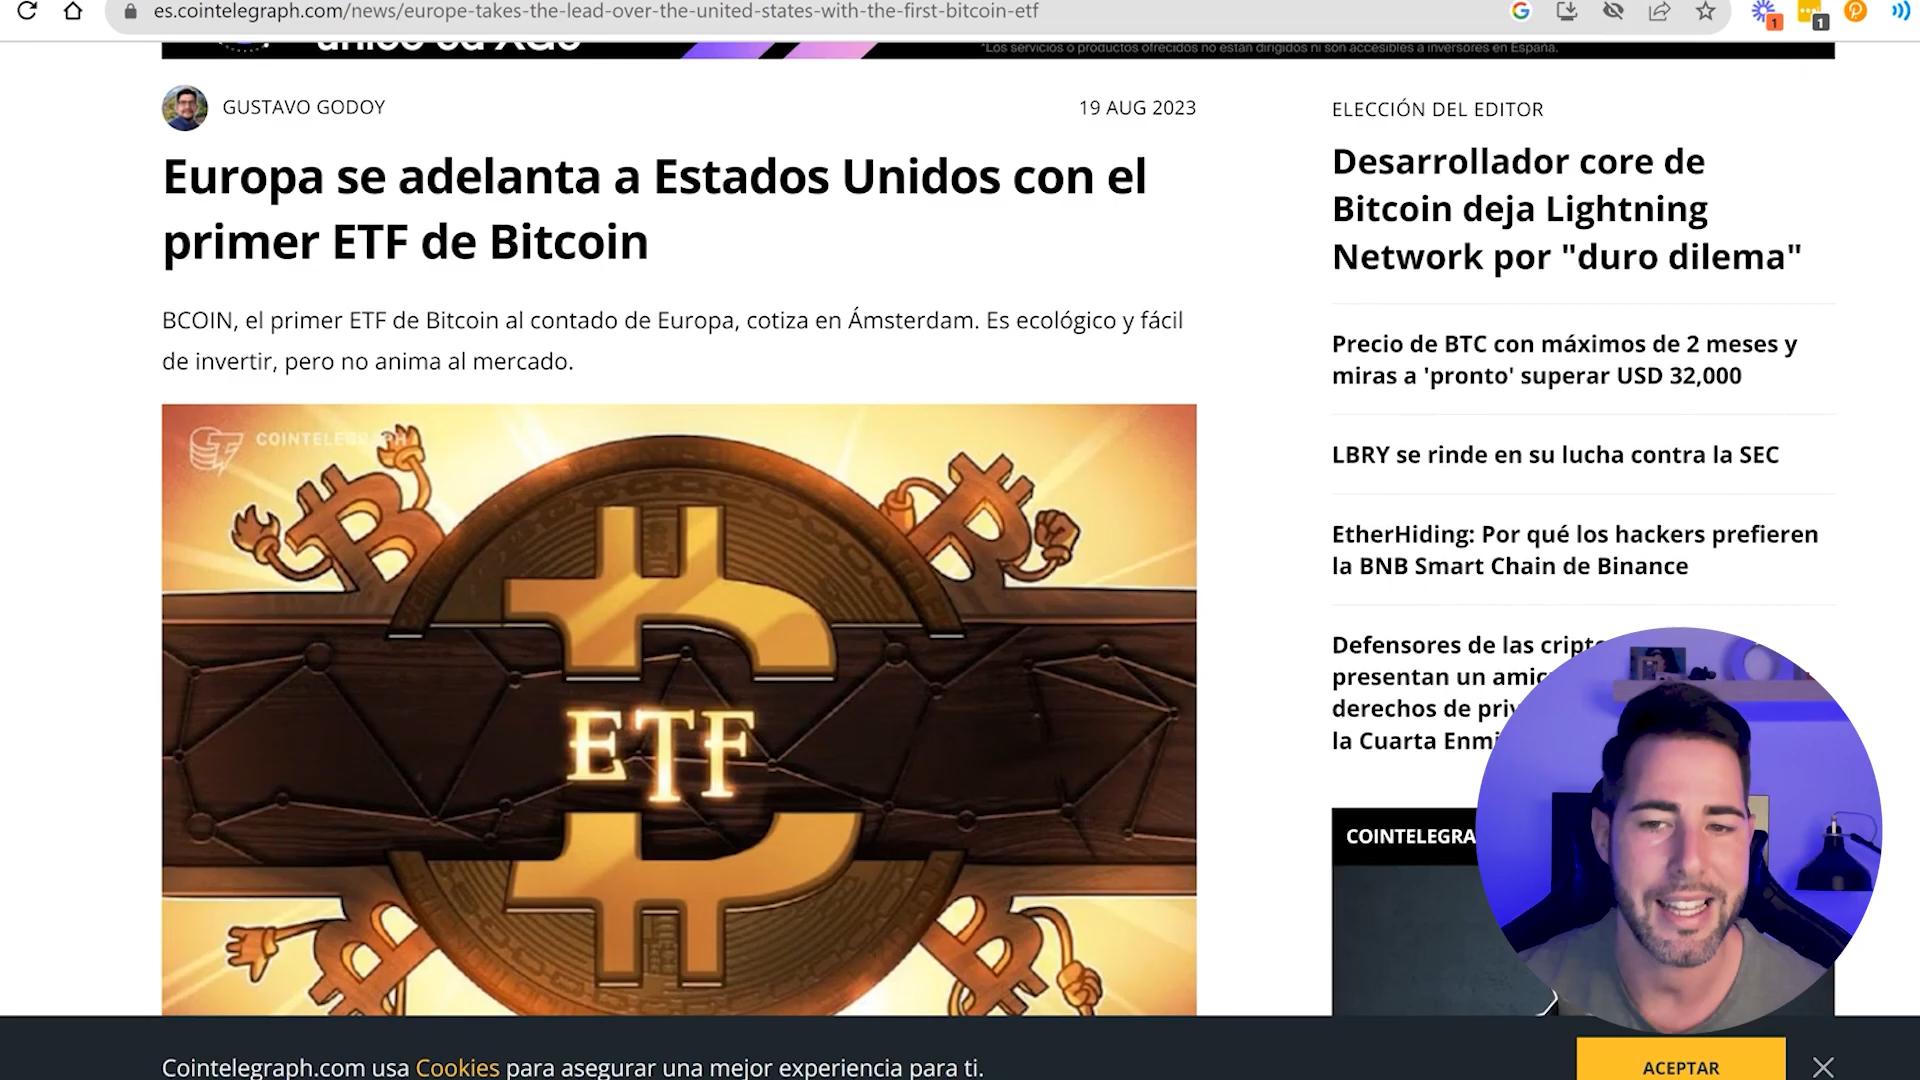 es.cointelegraph.com/news/europe-takes-the-lead-over-the-united-states-with-the-first-bitcoin-etf
1
1
*Los servicios o productos ofrecidos no están dirigidos ni son accesibles a inversores en España.
GUSTAVO GODOY
19 AUG 2023
Europa se adelanta a Estados Unidos con el
primer ETF de Bitcoin
BCOIN, el primer ETF de Bitcoin al contado de Europa, cotiza en Ámsterdam. Es ecológico y fácil
de invertir, pero no anima al mercado.
COINTELEGRAPH
ETF
ELECCIÓN DEL EDITOR
Desarrollador core de
Bitcoin deja Lightning
Network por "duro dilema"
Precio de BTC con máximos de 2 meses y
miras a 'pronto' superar USD 32,000
LBRY se rinde en su lucha contra la SEC
EtherHiding: Por qué los hackers prefieren
la BNB Smart Chain de Binance
Defensores de las cripto
presentan un amic
derechos de priv
la Cuarta Enmi
COINTELEGRA
Cointelegraph.com usa Cookies para asegurar una mejor experiencia para ti.
ACEPTAR